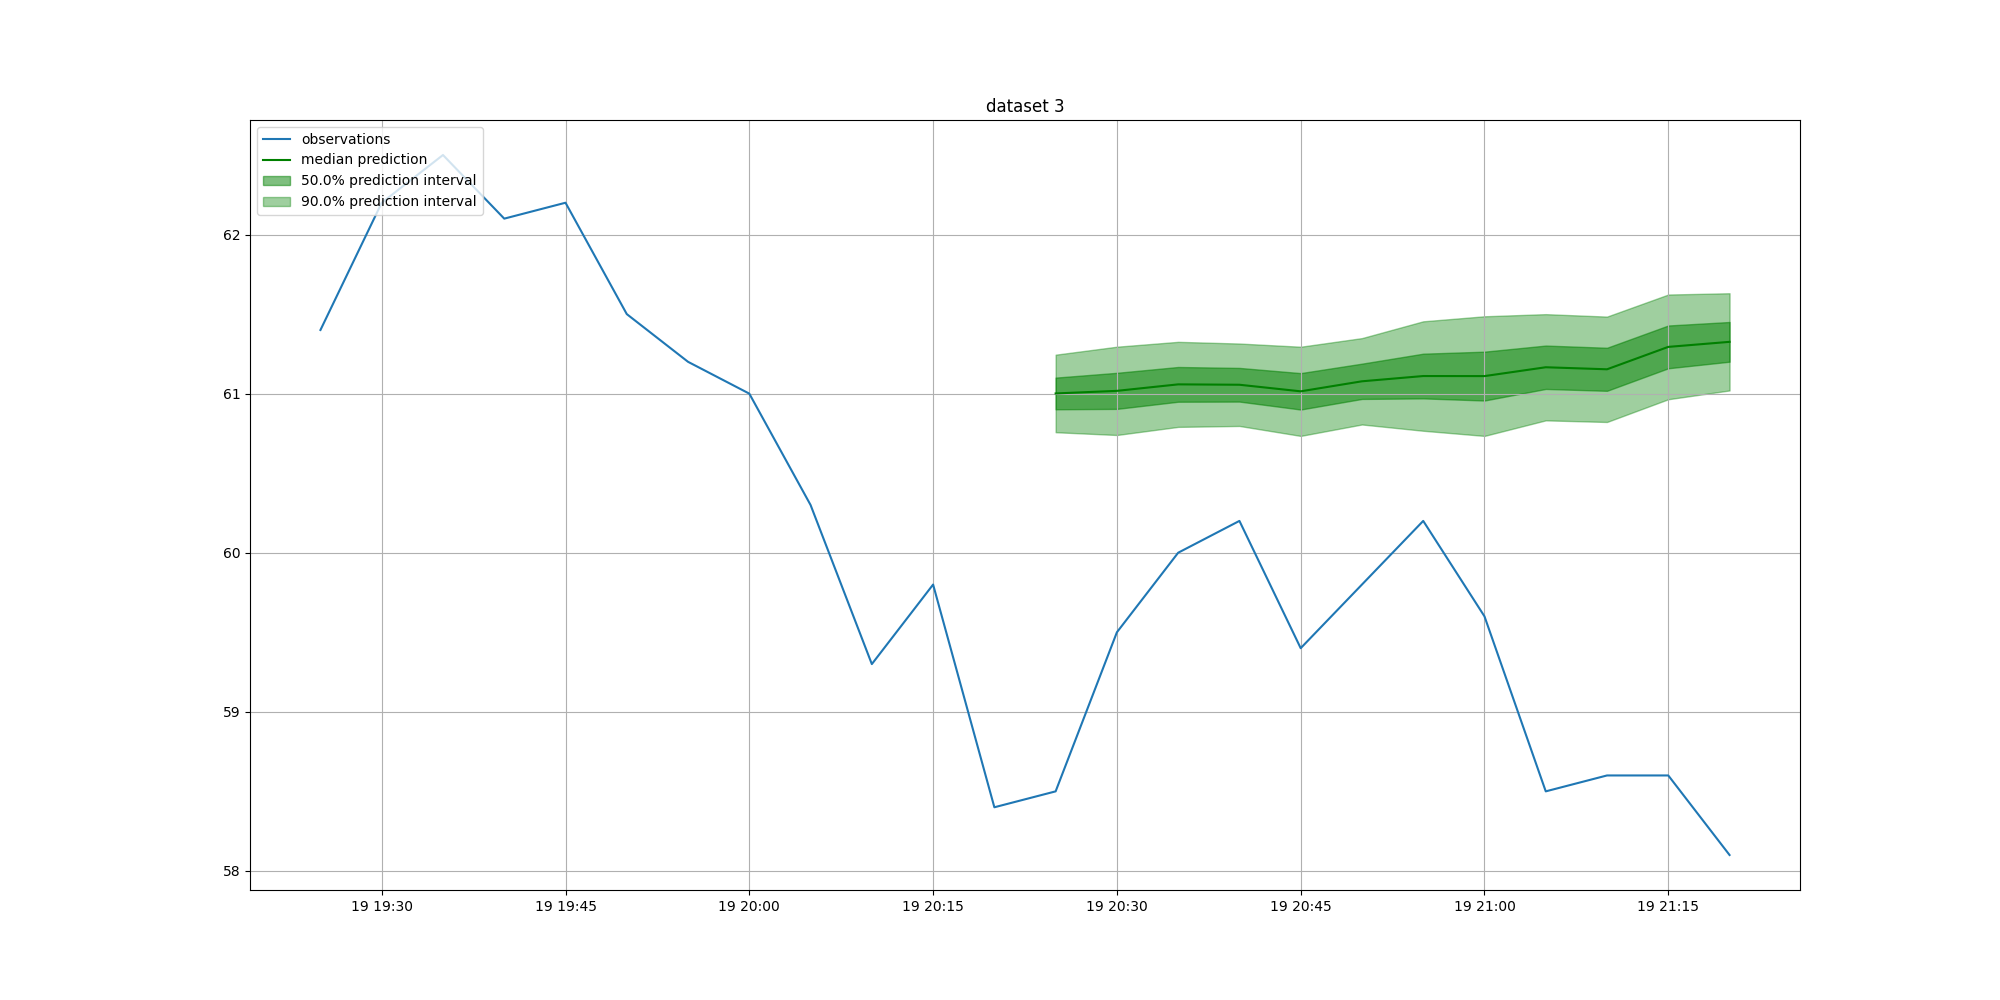 dataset 3
observations
median prediction
50.0% prediction interval
90.0% prediction interval
62
61
60
59
58
19 19:30 19 19:45 19 20:00 19 20:15 19 20:30 19 20:45 19 21:00 19 21:15